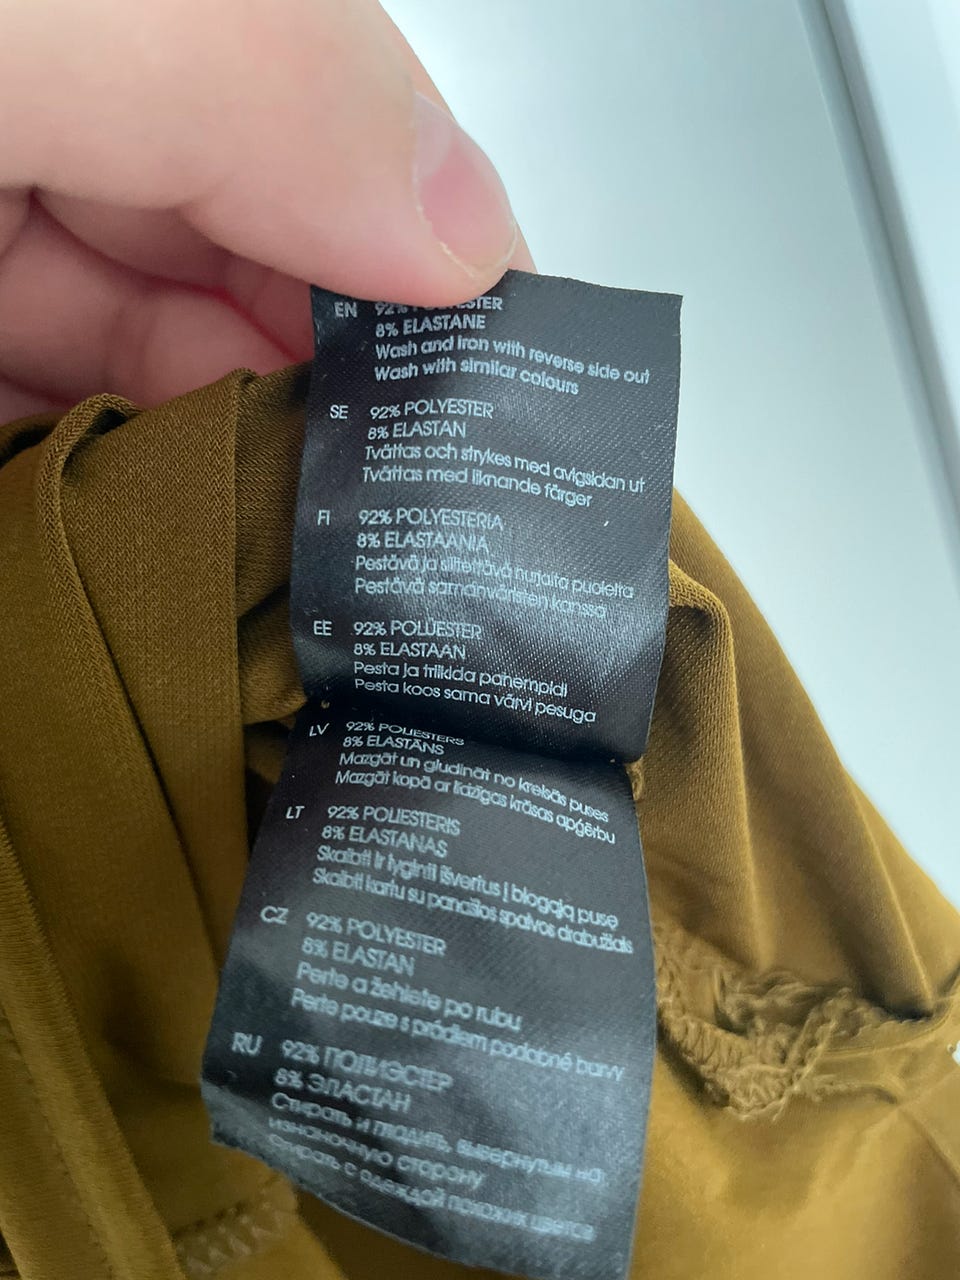 EN 92% POLYESTER
8% ELASTANE
Wash and iron with reverse side out
Wash with similar colours
SE 92% POLYESTER
8% ELASTAN
Tvättas och strykes med avigsidan ut
Tvättas med liknande färger
FI 92% POLYESTERIA
8% ELASTAANIA
Pestävä ja silitettävä nurjalta puolelta
Pestävä samanväristen kanssa
EE 92% POLÜESTER
8% ELASTAAN
Pesta ja triikida pahempidi
Pesta koos sama värvi pesuga
LV 92% POLIESTERS
8% ELASTĀNS
Mazgāt un gludināt no kreisās puses
Mazgāt kopā ar līdzīgas krāsas apģērbu
LT 92% POLIESTERIS
8% ELASTANAS
Skalbti ir lyginti išvertus į blogąją pusę
Skalbti kartu su panašios spalvos drabužiais
CZ 92% POLYESTER
8% ELASTAN
Perte a žehlete po rubu
Perte pouze s prádlem podobné barvy
RU 92% ПОЛИЭСТЕР
8% ЭЛАСТАН
Стирать и гладить, вывернутым на
изнаночную сторону
Стирать с одеждой похожих цветов